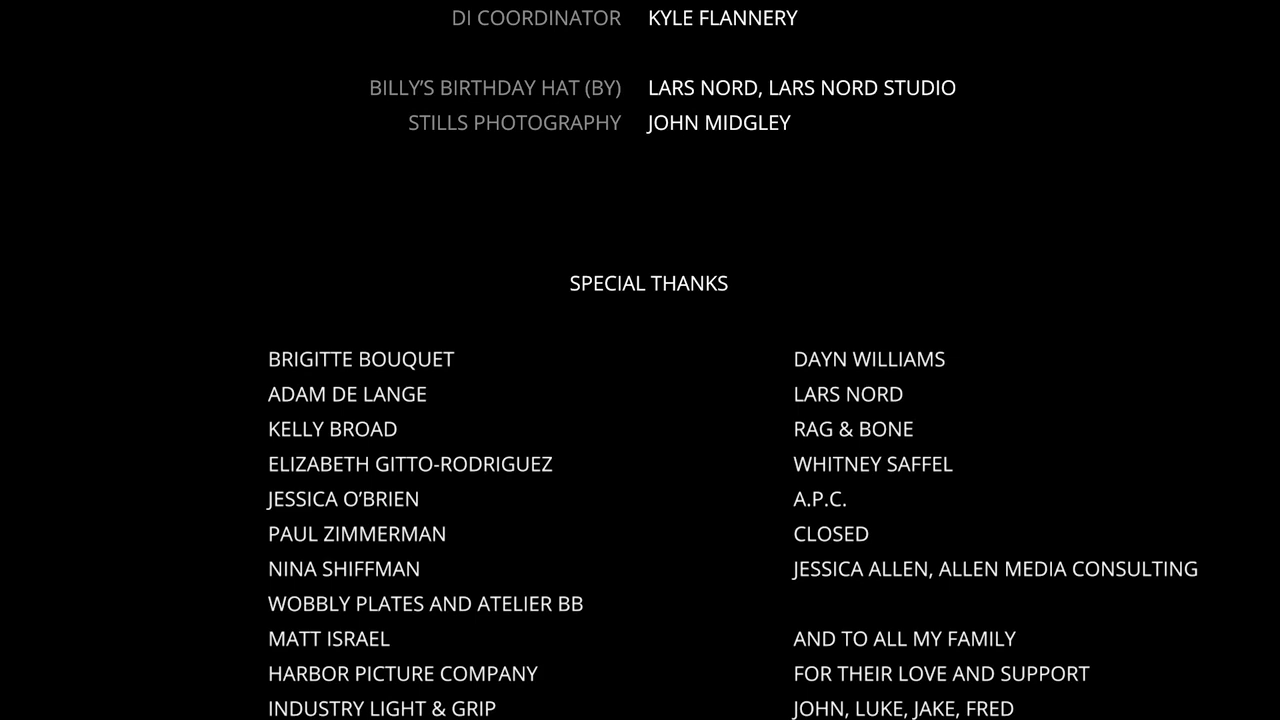 DI COORDINATOR KYLE FLANNERY
BILLY’S BIRTHDAY HAT (BY) LARS NORD, LARS NORD STUDIO
STILLS PHOTOGRAPHY JOHN MIDGLEY
SPECIAL THANKS
BRIGITTE BOUQUET
ADAM DE LANGE
KELLY BROAD
ELIZABETH GITTO-RODRIGUEZ
JESSICA O’BRIEN
PAUL ZIMMERMAN
NINA SHIFFMAN
WOBBLY PLATES AND ATELIER BB
MATT ISRAEL
HARBOR PICTURE COMPANY
INDUSTRY LIGHT & GRIP
DAYN WILLIAMS
LARS NORD
RAG & BONE
WHITNEY SAFFEL
A.P.C.
CLOSED
JESSICA ALLEN, ALLEN MEDIA CONSULTING
AND TO ALL MY FAMILY
FOR THEIR LOVE AND SUPPORT
JOHN, LUKE, JAKE, FRED